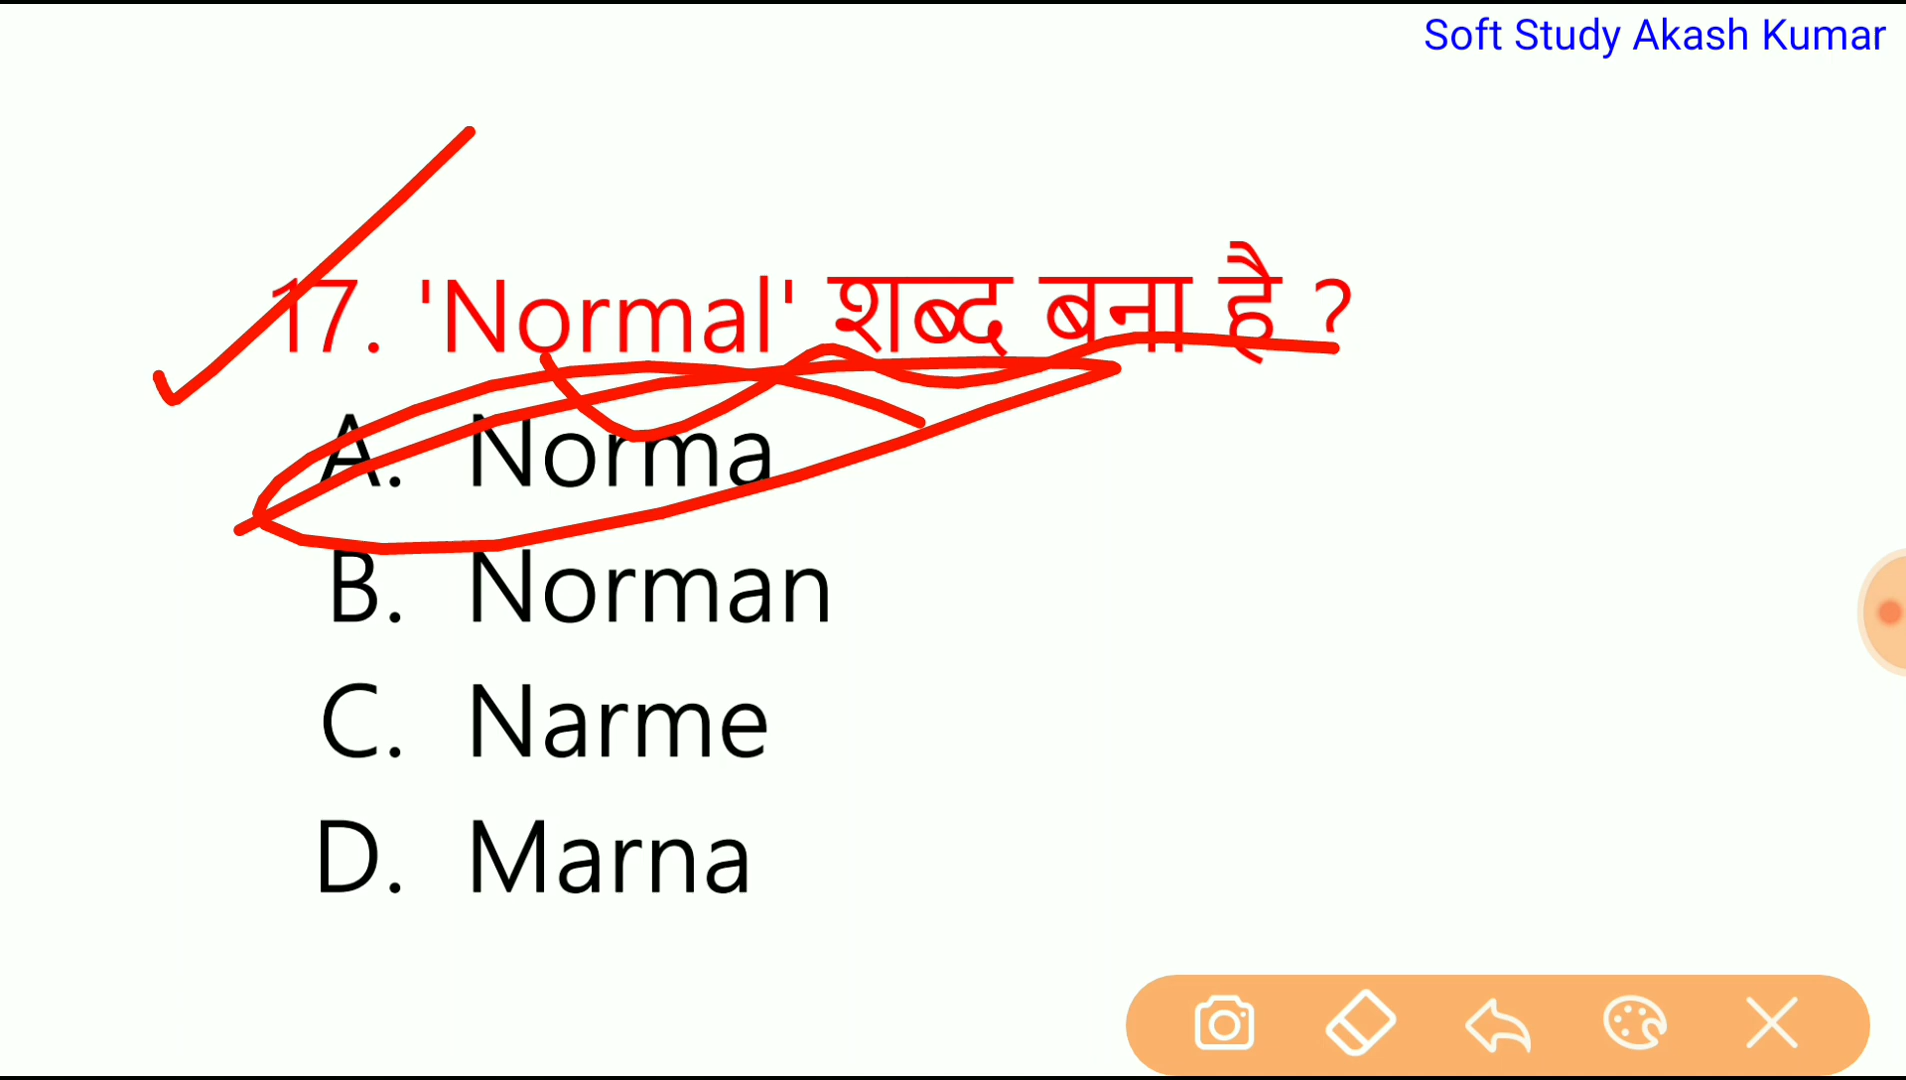 Soft Study Akash Kumar
17. 'Normal' शब्द बना है ?
A. Norma
B. Norman
C. Narme
D. Marna